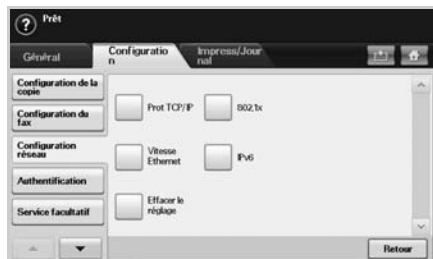 Prêt
Général
Configuratio
n
Impress/Jour
nal
Configuration de la
copie
Configuration du
fax
Configuration
réseau
Authentification
Service facultatif
Prot TCP/IP
802.1x
Vitesse
Ethernet
IPv6
Effacer le
réglage
Retour